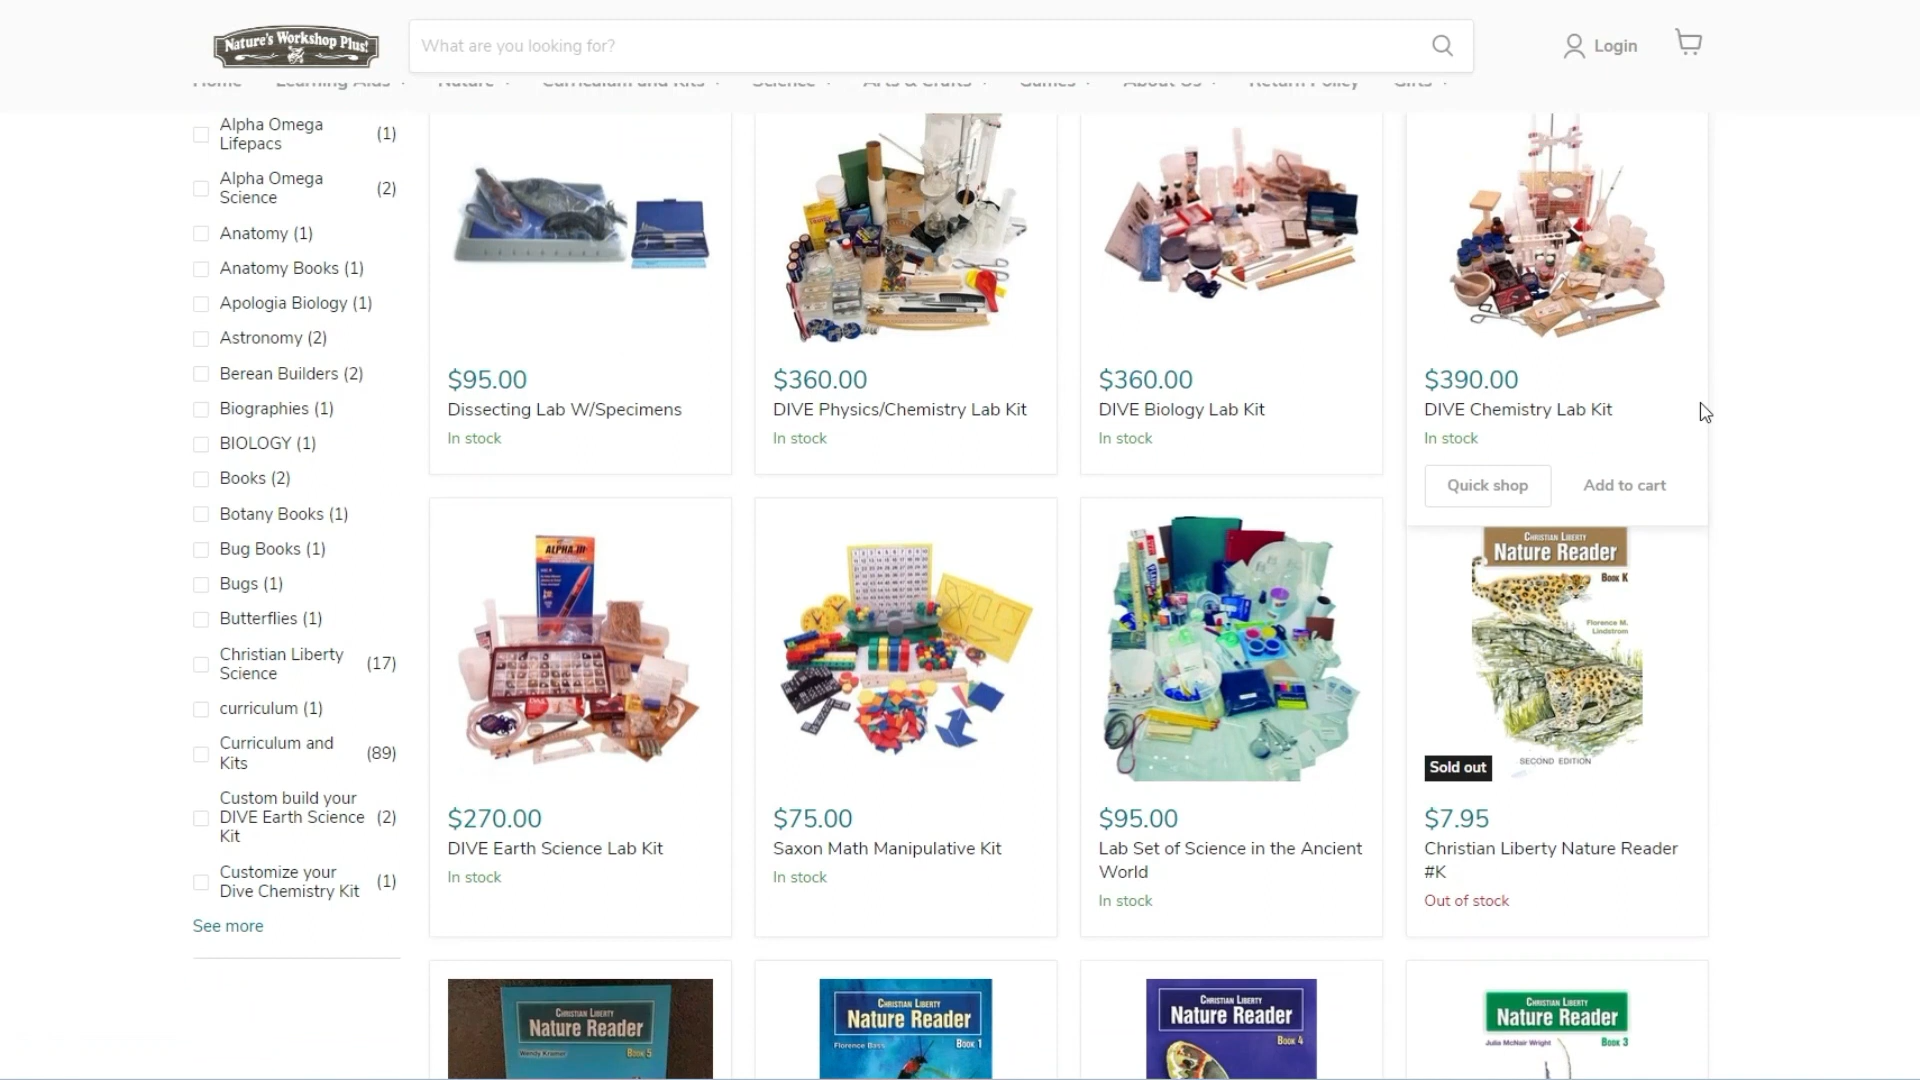 Nature's Workshop Plus!
What are you looking for?
Login
Home Learning Aids Nature Curriculum and Kits Science Arts & Crafts Games About Us Return Policy Gifts
Alpha Omega
Lifepacs
(1)
Alpha Omega
Science
(2)
Anatomy (1)
Anatomy Books (1)
Apologia Biology (1)
Astronomy (2)
Berean Builders (2)
Biographies (1)
BIOLOGY (1)
Books (2)
Botany Books (1)
Bug Books (1)
Bugs (1)
Butterflies (1)
Christian Liberty
Science
(17)
curriculum (1)
Curriculum and
Kits
(89)
Custom build your
DIVE Earth Science
Kit
(2)
Customize your
Dive Chemistry Kit
(1)
See more
$95.00
Dissecting Lab W/Specimens
In stock
$360.00
DIVE Physics/Chemistry Lab Kit
In stock
$360.00
DIVE Biology Lab Kit
In stock
$390.00
DIVE Chemistry Lab Kit
In stock
Quick shop
Add to cart
ALPHA III
$270.00
DIVE Earth Science Lab Kit
In stock
$75.00
Saxon Math Manipulative Kit
In stock
$95.00
Lab Set of Science in the Ancient
World
In stock
Christian Liberty
Nature Reader
Book K
Florence M.
Lindstrom
SECOND EDITION
Sold out
$7.95
Christian Liberty Nature Reader
#K
Out of stock
Christian Liberty
Nature Reader
Wendy Kramer
Book 5
Christian Liberty
Nature Reader
Florence Bass
Book 1
Christian Liberty
Nature Reader
Book 4
Christian Liberty
Nature Reader
Julia McNair Wright
Book 3